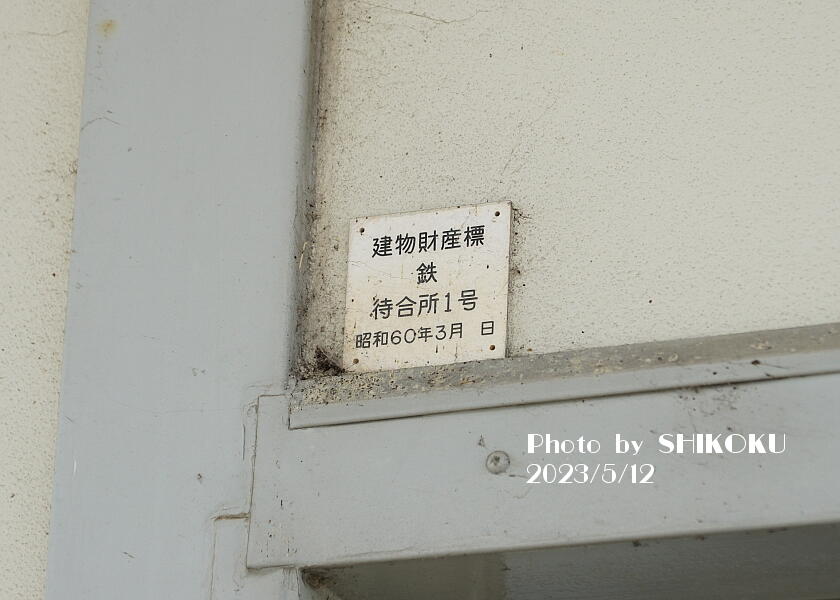 建物財産標
鉄
待合所1号
昭和60年3月 日
Photo by SHIKOKU
2023/5/12